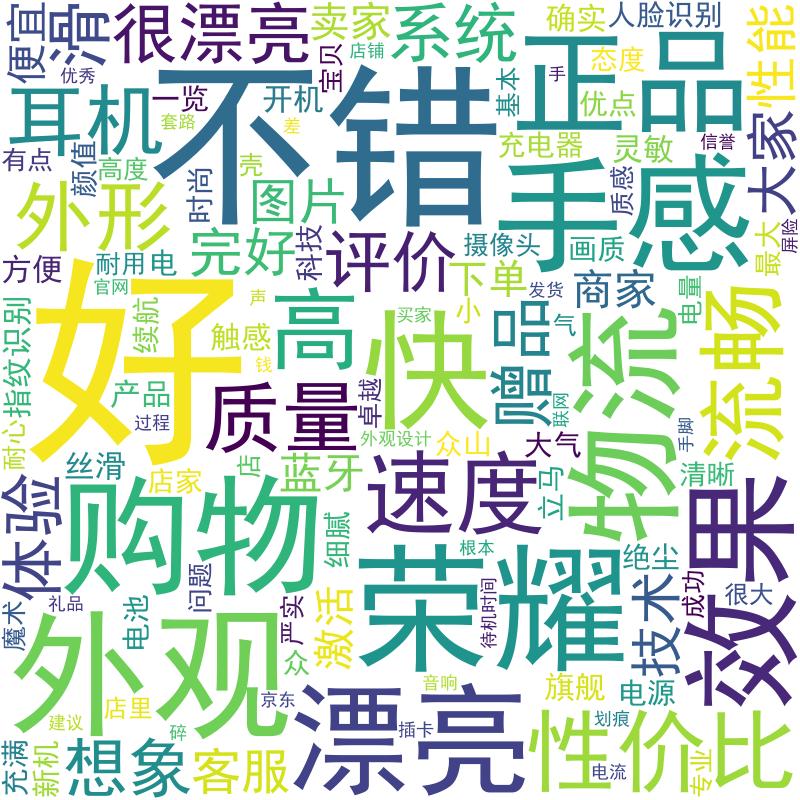 便宜
滑
很漂亮
卖家
系统
确实
人脸识别
优秀
宝贝
店铺
态度
性能
耳机
一览
开机
手
基本
正品
优点
套路
差
不错
充电器
灵敏
信誉
大家
有点
颜值
高度
壳
时尚
图片
手感
质感
外形
完好
科技
评价
摄像头
画质
最大
屏险
方便
耐用电
官网
下单
发货
商家
电量
好
声
续航
触感
高
买家
小
气
流畅
指纹识别
产品
钱
快
赠品
物流
过程
质量
卓越
联网
耐心
外观设计
众山
大气
手脚
丝滑
店家
店
蓝牙
速度
立马
清晰
体验
购物
细腻
根本
效果
荣耀
绝尘
技术
成功
很大
魔术
礼品
电池
问题
严实
激活
待机时间
外观
众
店里
京东
音响
旗舰
电源
建议
碎
漂亮
插卡
划痕
性价比
充满
新机
想象
客服
电流
专业